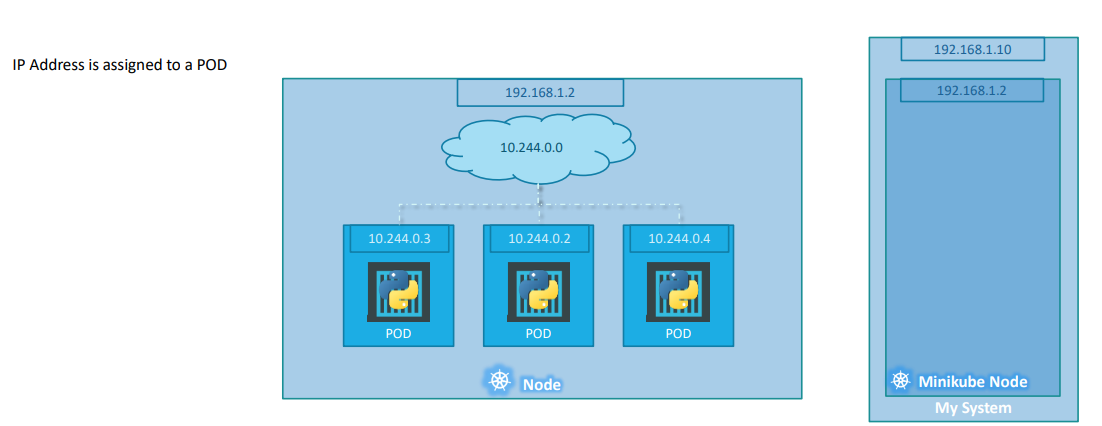 IP Address is assigned to a POD
192.168.1.2
10.244.0.0
10.244.0.3
10.244.0.2
10.244.0.4
POD
POD
POD
Node
192.168.1.10
192.168.1.2
Minikube Node
My System